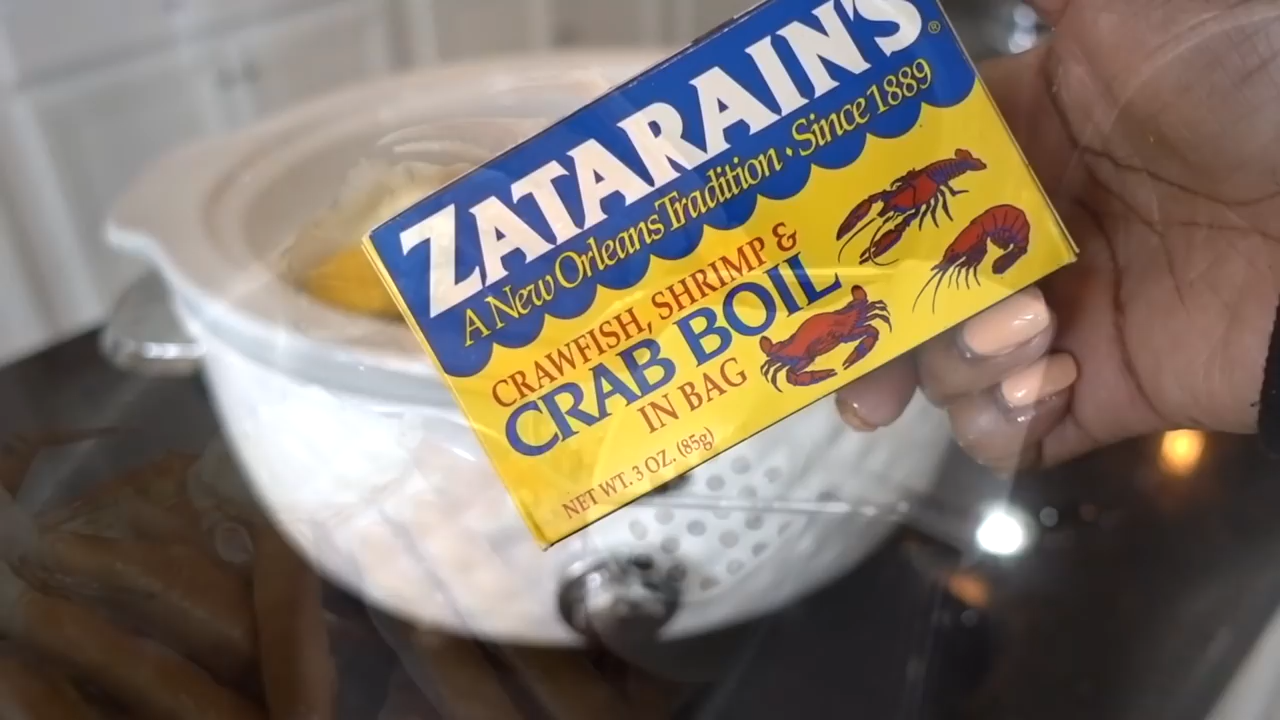 ZATARAIN'S®
A New Orleans Tradition • Since 1889
CRAWFISH, SHRIMP &
CRAB BOIL
IN BAG
NET WT. 3 OZ. (85g)